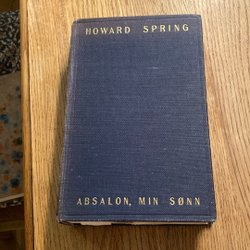 HOWARD SPRING
ABSALON, MIN SØNN